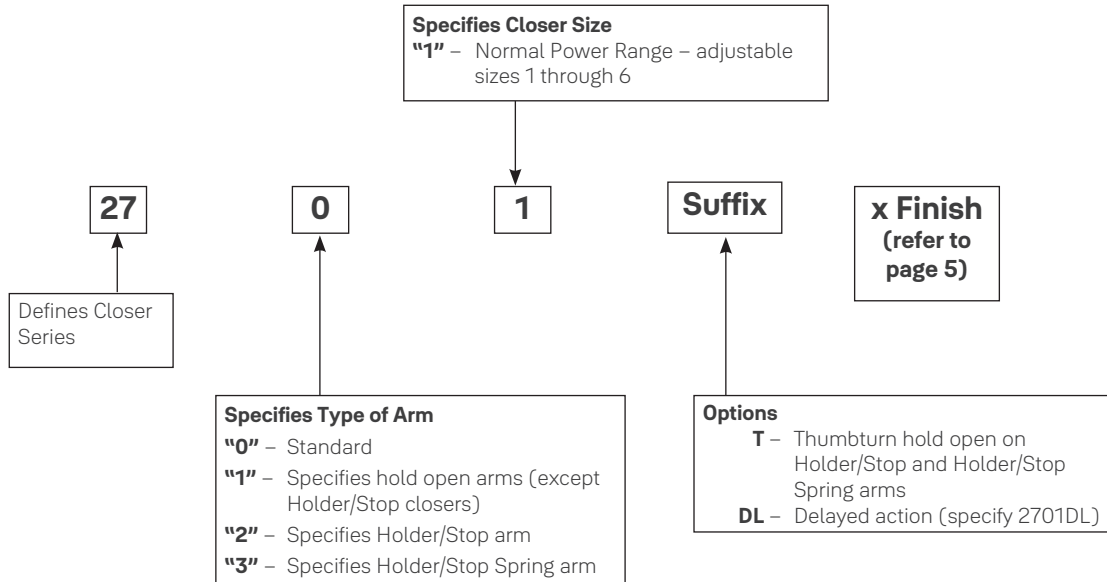 Specifies Closer Size
“1” – Normal Power Range – adjustable
sizes 1 through 6
27
0
1
Suffix
x Finish
(refer to
page 5)
Defines Closer
Series
Specifies Type of Arm
“0” – Standard
“1” – Specifies hold open arms (except
Holder/Stop closers)
“2” – Specifies Holder/Stop arm
“3” – Specifies Holder/Stop Spring arm
Options
T – Thumbturn hold open on
Holder/Stop and Holder/Stop
Spring arms
DL – Delayed action (specify 2701DL)